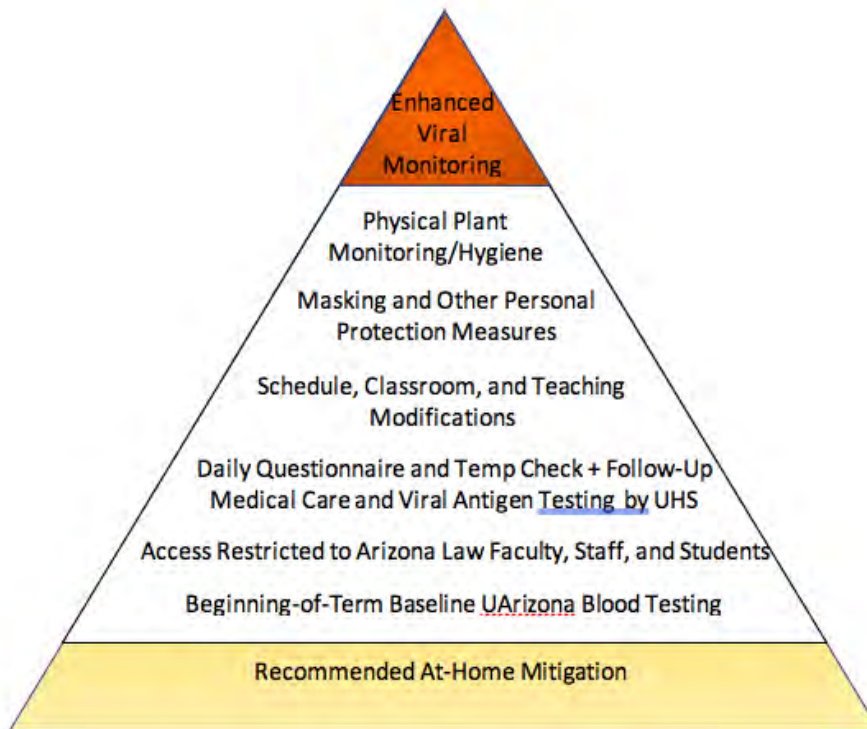 Enhanced
Viral
Monitoring
Physical Plant
Monitoring/Hygiene
Masking and Other Personal
Protection Measures
Schedule, Classroom, and Teaching
Modifications
Daily Questionnaire and Temp Check + Follow-Up
Medical Care and Viral Antigen Testing by UHS
Access Restricted to Arizona Law Faculty, Staff, and Students
Beginning-of-Term Baseline UArizona Blood Testing
Recommended At-Home Mitigation